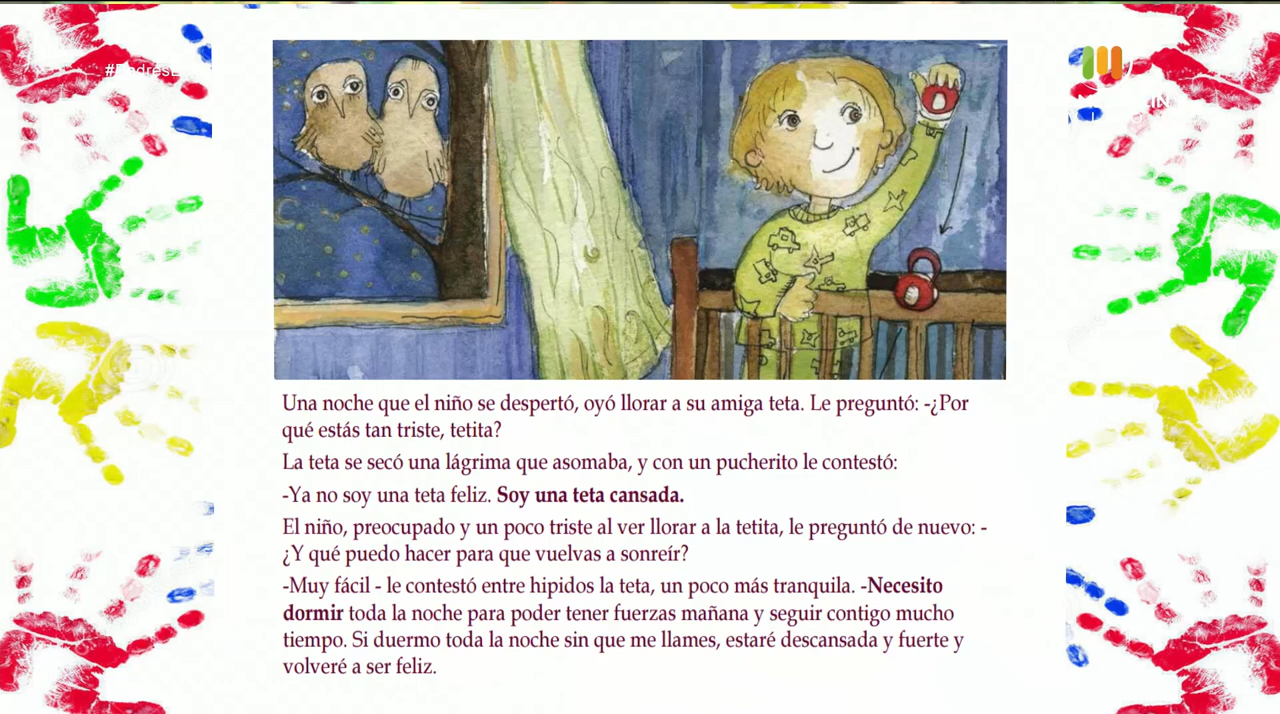 Una noche que el niño se despertó, oyó llorar a su amiga teta. Le preguntó: -¿Por
qué estás tan triste, tetita?
La teta se secó una lágrima que asomaba, y con un pucherito le contestó:
-Ya no soy una teta feliz. Soy una teta cansada.
El niño, preocupado y un poco triste al ver llorar a la tetita, le preguntó de nuevo: -
¿Y qué puedo hacer para que vuelvas a sonreír?
-Muy fácil - le contestó entre hipidos la teta, un poco más tranquila. -Necesito
dormir toda la noche para poder tener fuerzas mañana y seguir contigo mucho
tiempo. Si duermo toda la noche sin que me llames, estaré descansada y fuerte y
volveré a ser feliz.